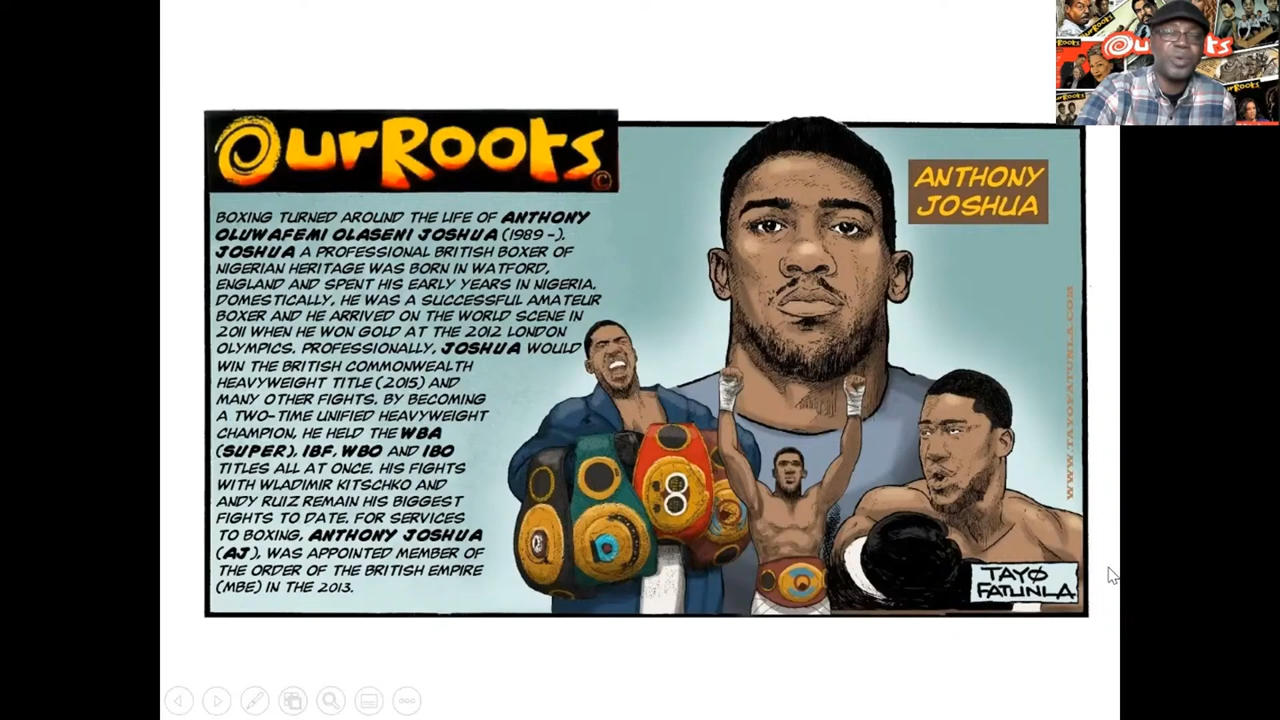 OurRoots©
ANTHONY
JOSHUA
BOXING TURNED AROUND THE LIFE OF ANTHONY
OLUWAFEMI OLASENI JOSHUA (1989 -).
JOSHUA A PROFESSIONAL BRITISH BOXER OF
NIGERIAN HERITAGE WAS BORN IN WATFORD,
ENGLAND AND SPENT HIS EARLY YEARS IN NIGERIA.
DOMESTICALLY, HE WAS A SUCCESSFUL AMATEUR
BOXER AND HE ARRIVED ON THE WORLD SCENE IN
2011 WHEN HE WON GOLD AT THE 2012 LONDON
OLYMPICS. PROFESSIONALLY, JOSHUA WOULD
WIN THE BRITISH COMMONWEALTH
HEAVYWEIGHT TITLE (2015) AND
MANY OTHER FIGHTS. BY BECOMING
A TWO-TIME UNIFIED HEAVYWEIGHT
CHAMPION, HE HELD THE WBA
(SUPER), IBF, WBO AND IBO
TITLES ALL AT ONCE. HIS FIGHTS
WITH WLADIMIR KITSCHKO AND
ANDY RUIZ REMAIN HIS BIGGEST
FIGHTS TO DATE. FOR SERVICES
TO BOXING, ANTHONY JOSHUA
(AJ), WAS APPOINTED MEMBER OF
THE ORDER OF THE BRITISH EMPIRE
(MBE) IN THE 2013.
WWW.TAYOFATUNLA.COM
TAYØ
FATUNLA